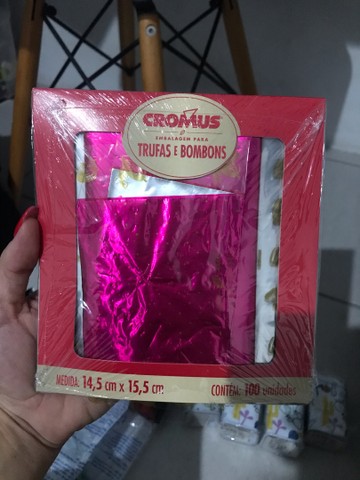 CROMUS
EMBALAGEM PARA
TRUFAS E BOMBONS
MEDIDA: 14,5 cm x 15,5 cm
CONTÉM: 100 unidades